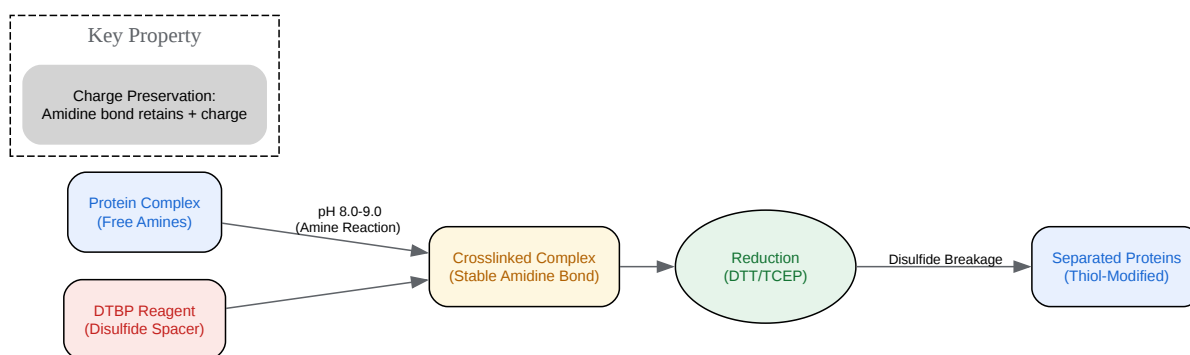 Key Property
Charge Preservation:
Amidine bond retains + charge
Protein Complex
(Free Amines)
pH 8.0-9.0
(Amine Reaction)
DTBP Reagent
(Disulfide Spacer)
Crosslinked Complex
(Stable Amidine Bond)
Reduction
(DTT/TCEP)
Disulfide Breakage
Separated Proteins
(Thiol-Modified)